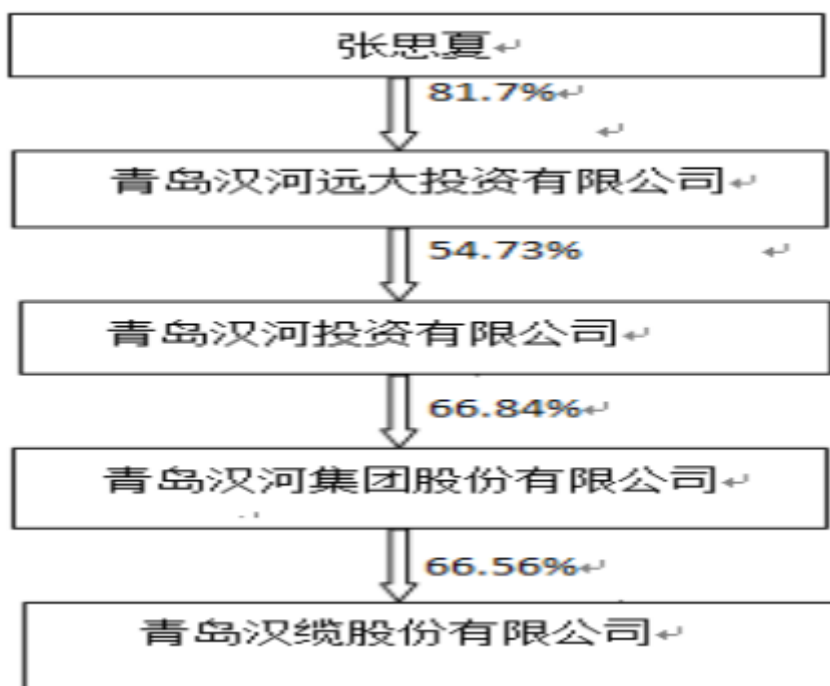 张思夏
81.7%
青岛汉河远大投资有限公司
54.73%
青岛汉河投资有限公司
66.84%
青岛汉河集团股份有限公司
66.56%
青岛汉缆股份有限公司